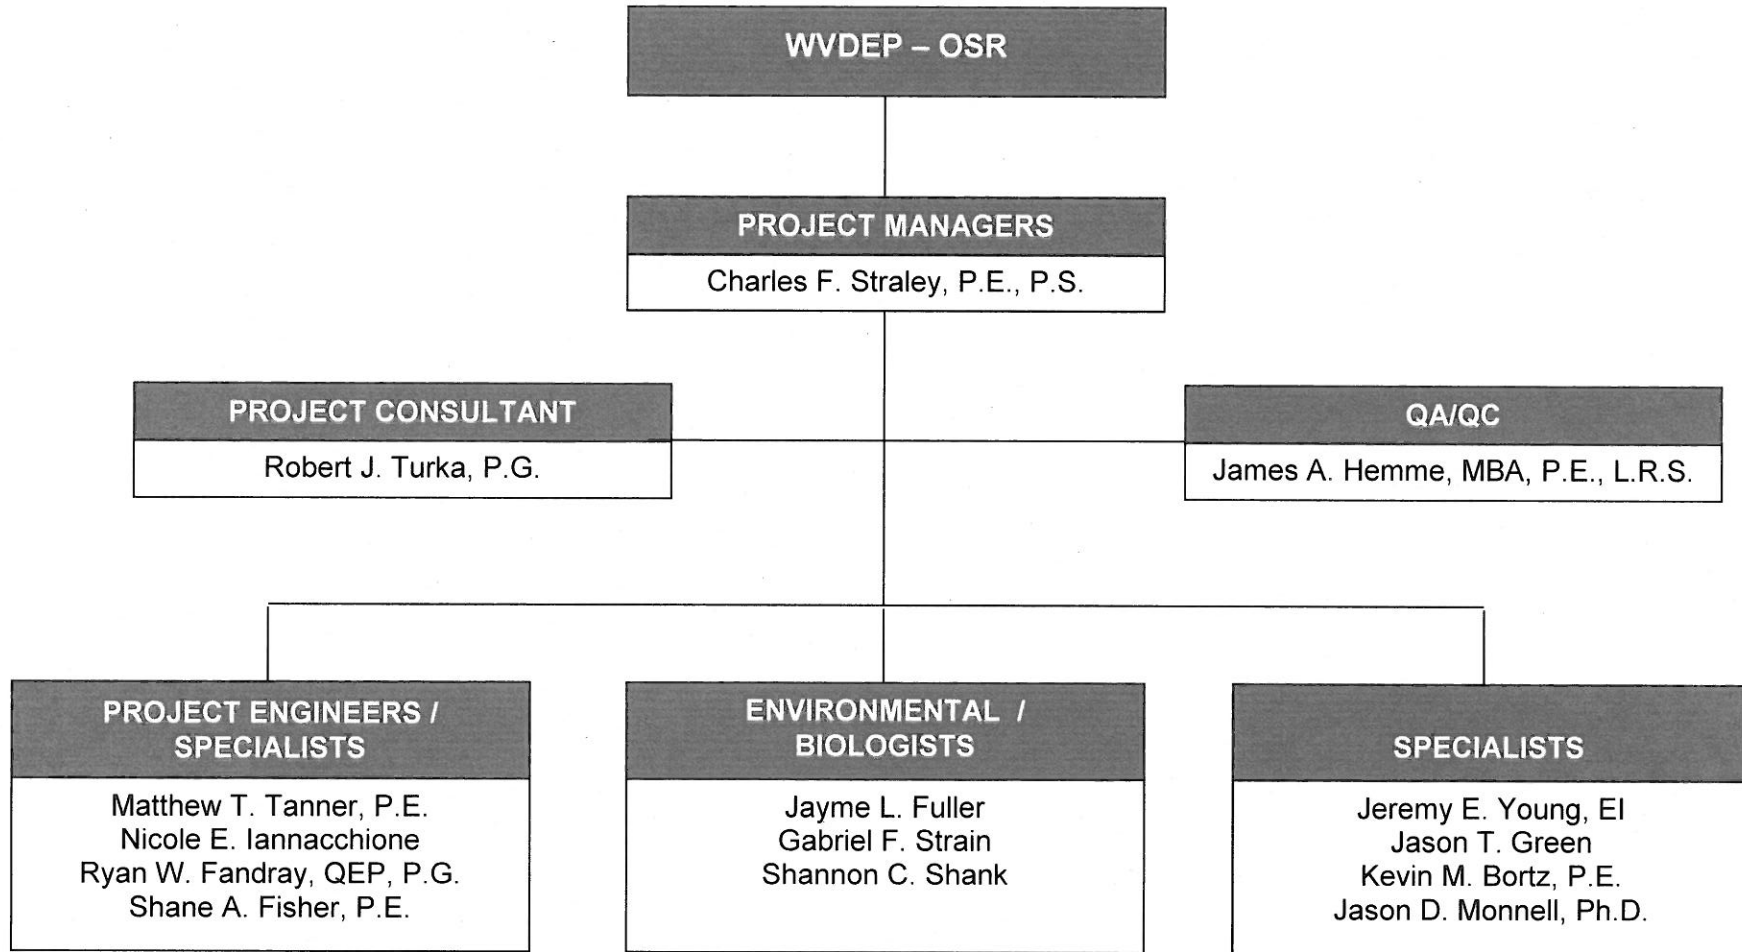 WVDEP – OSR
PROJECT MANAGERS
Charles F. Straley, P.E., P.S.
PROJECT CONSULTANT
Robert J. Turka, P.G.
QA/QC
James A. Hemme, MBA, P.E., L.R.S.
PROJECT ENGINEERS /
SPECIALISTS
Matthew T. Tanner, P.E.
Nicole E. Iannacchione
Ryan W. Fandray, QEP, P.G.
Shane A. Fisher, P.E.
ENVIRONMENTAL /
BIOLOGISTS
Jayme L. Fuller
Gabriel F. Strain
Shannon C. Shank
SPECIALISTS
Jeremy E. Young, EI
Jason T. Green
Kevin M. Bortz, P.E.
Jason D. Monnell, Ph.D.